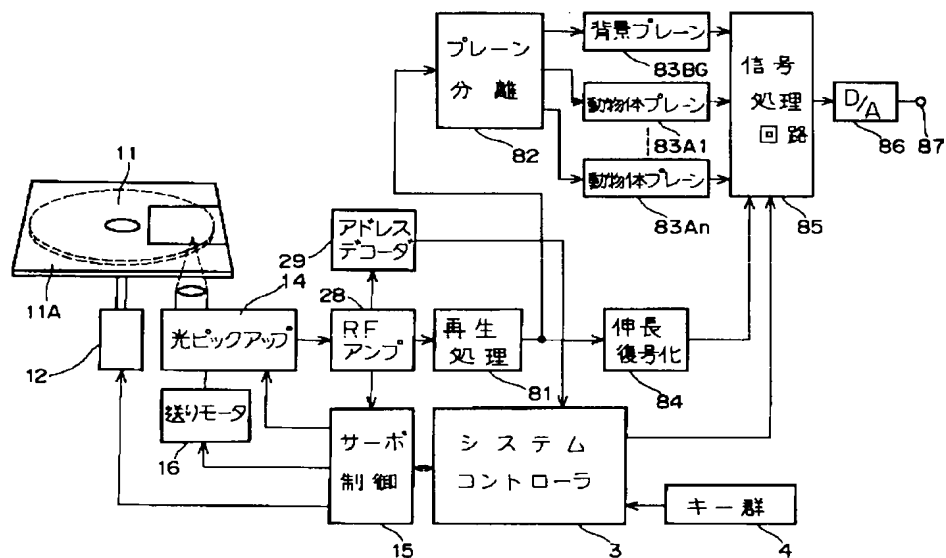 プレーン
分離
82
背景プレーン
83BG
動物体プレーン
83A1
動物体プレーン
83An
信号
処理
回路
85
D/A
86
87
11
11A
12
14
光ピックアップ
送りモータ
16
アドレス
デコーダ
29
28
RF
アンプ
再生
処理
81
伸長
復号化
84
サーボ
制御
15
システム
コントローラ
3
キー群
4